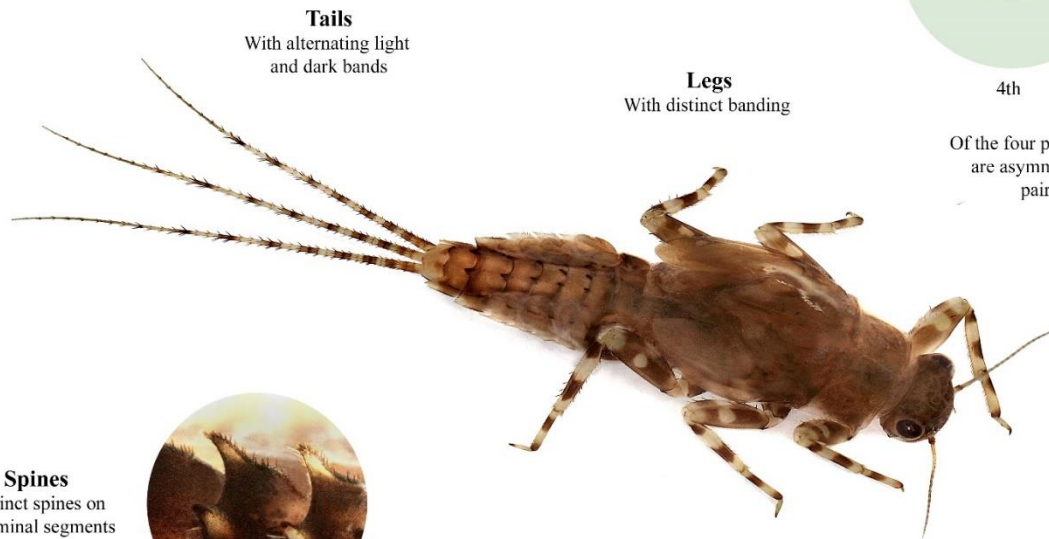 Tails
With alternating light
and dark bands
Legs
With distinct banding
4th
Of the four p
are asymm
pair
Spines
inct spines on
minal segments